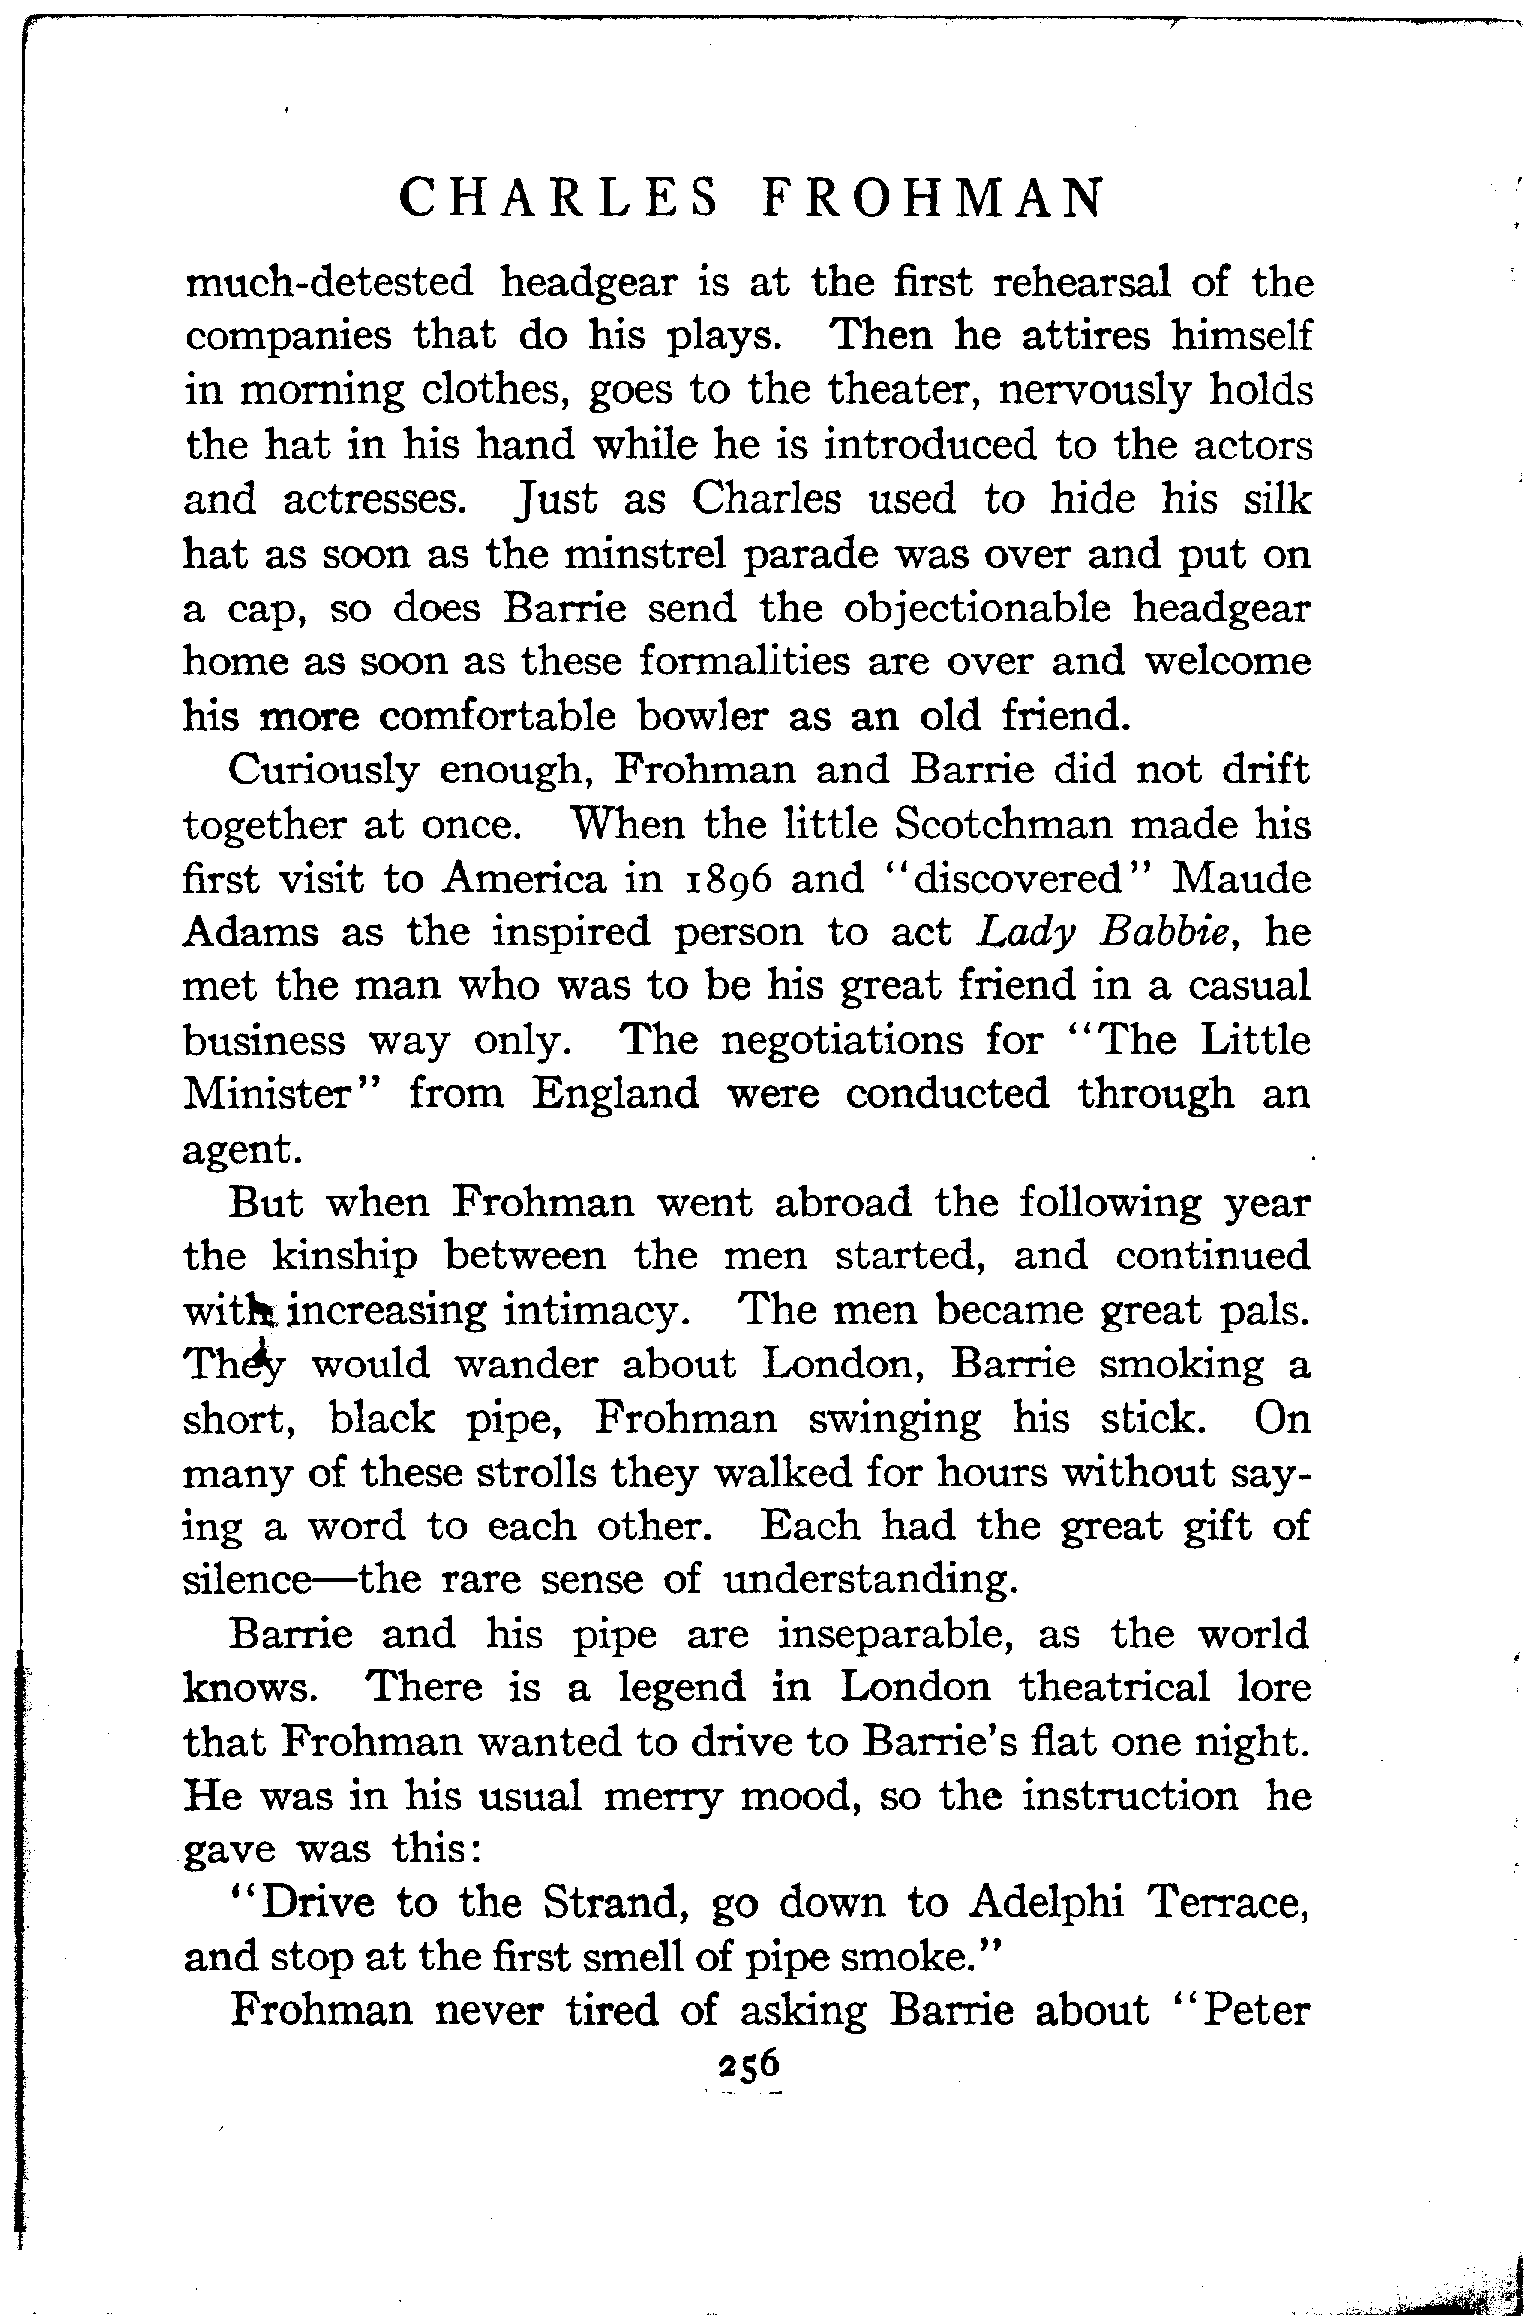 CHARLES FROHMAN
much-detested headgear is at the first rehearsal of the
companies that do his plays. Then he attires himself
in morning clothes, goes to the theater, nervously holds
the hat in his hand while he is introduced to the actors
and actresses. Just as Charles used to hide his silk
hat as soon as the minstrel parade was over and put on
a cap, so does Barrie send the objectionable headgear
home as soon as these formalities are over and welcome
his more comfortable bowler as an old friend.
Curiously enough, Frohman and Barrie did not drift
together at once. When the little Scotchman made his
first visit to America in 1896 and "discovered" Maude
Adams as the inspired person to act Lady Babbie, he
met the man who was to be his great friend in a casual
business way only. The negotiations for "The Little
Minister" from England were conducted through an
agent.
But when Frohman went abroad the following year
the kinship between the men started, and continued
with increasing intimacy. The men became great pals.
They would wander about London, Barrie smoking a
short, black pipe, Frohman swinging his stick. On
many of these strolls they walked for hours without say-
ing a word to each other. Each had the great gift of
silence—the rare sense of understanding.
Barrie and his pipe are inseparable, as the world
knows. There is a legend in London theatrical lore
that Frohman wanted to drive to Barrie's flat one night.
He was in his usual merry mood, so the instruction he
gave was this:
"Drive to the Strand, go down to Adelphi Terrace,
and stop at the first smell of pipe smoke."
Frohman never tired of asking Barrie about "Peter
256